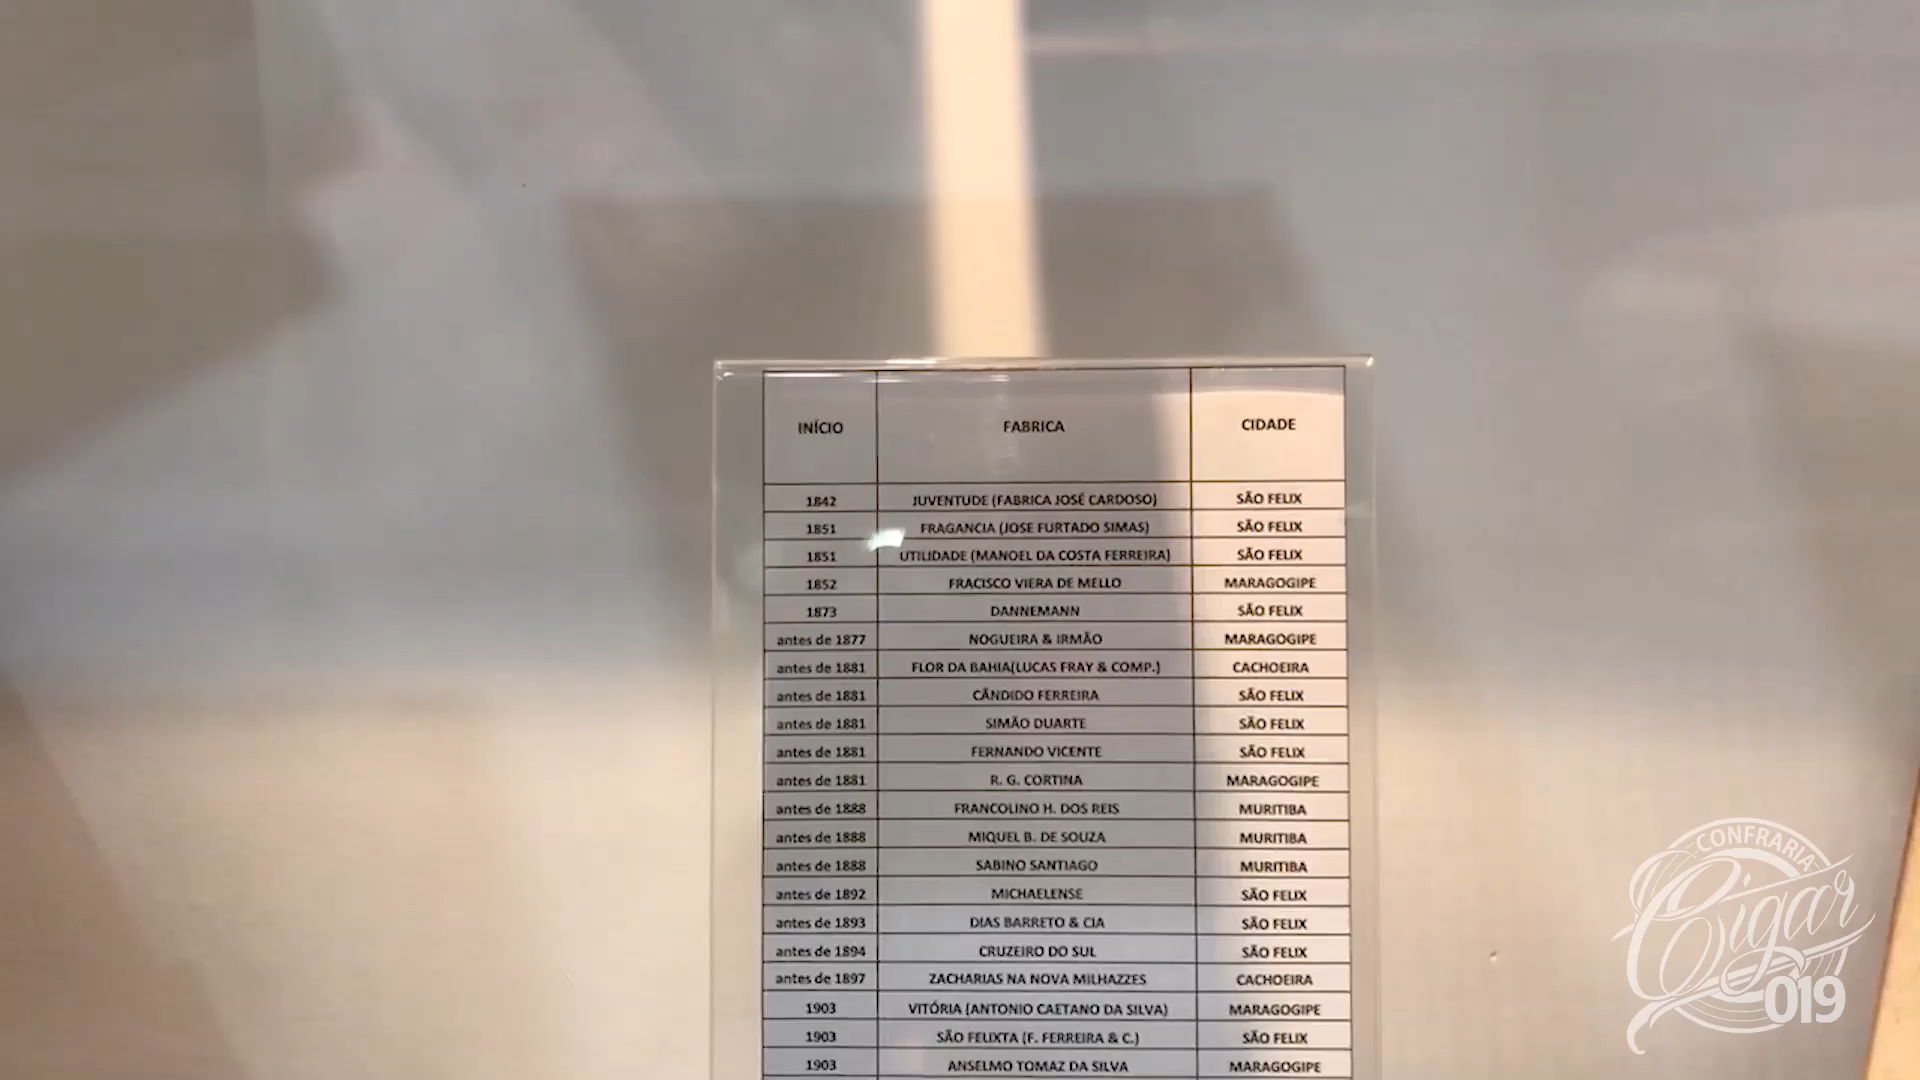 INÍCIO FABRICA CIDADE
1842 JUVENTUDE (FABRICA JOSÉ CARDOSO) SÃO FELIX
1851 FRAGANCIA (JOSE FURTADO SIMAS) SÃO FELIX
1851 UTILIDADE (MANOEL DA COSTA FERREIRA) SÃO FELIX
1852 FRACISCO VIERA DE MELLO MARAGOGIPE
1873 DANNEMANN SÃO FELIX
antes de 1877 NOGUEIRA & IRMÃO MARAGOGIPE
antes de 1881 FLOR DA BAHIA(LUCAS FRAY & COMP.) CACHOEIRA
antes de 1881 CÂNDIDO FERREIRA SÃO FELIX
antes de 1881 SIMÃO DUARTE SÃO FELIX
antes de 1881 FERNANDO VICENTE SÃO FELIX
antes de 1881 R. G. CORTINA MARAGOGIPE
antes de 1888 FRANCOLINO H. DOS REIS MURITIBA
antes de 1888 MIQUEL B. DE SOUZA MURITIBA
antes de 1888 SABINO SANTIAGO MURITIBA
antes de 1892 MICHAELENSE SÃO FELIX
antes de 1893 DIAS BARRETO & CIA SÃO FELIX
antes de 1894 CRUZEIRO DO SUL SÃO FELIX
antes de 1897 ZACHARIAS NA NOVA MILHAZZES CACHOEIRA
1903 VITÓRIA (ANTONIO CAETANO DA SILVA) MARAGOGIPE
1903 SÃO FELIXTA (F. FERREIRA & C.) SÃO FELIX
1903 ANSELMO TOMAZ DA SILVA MARAGOGIPE
CONFRARIA
Cigar
019